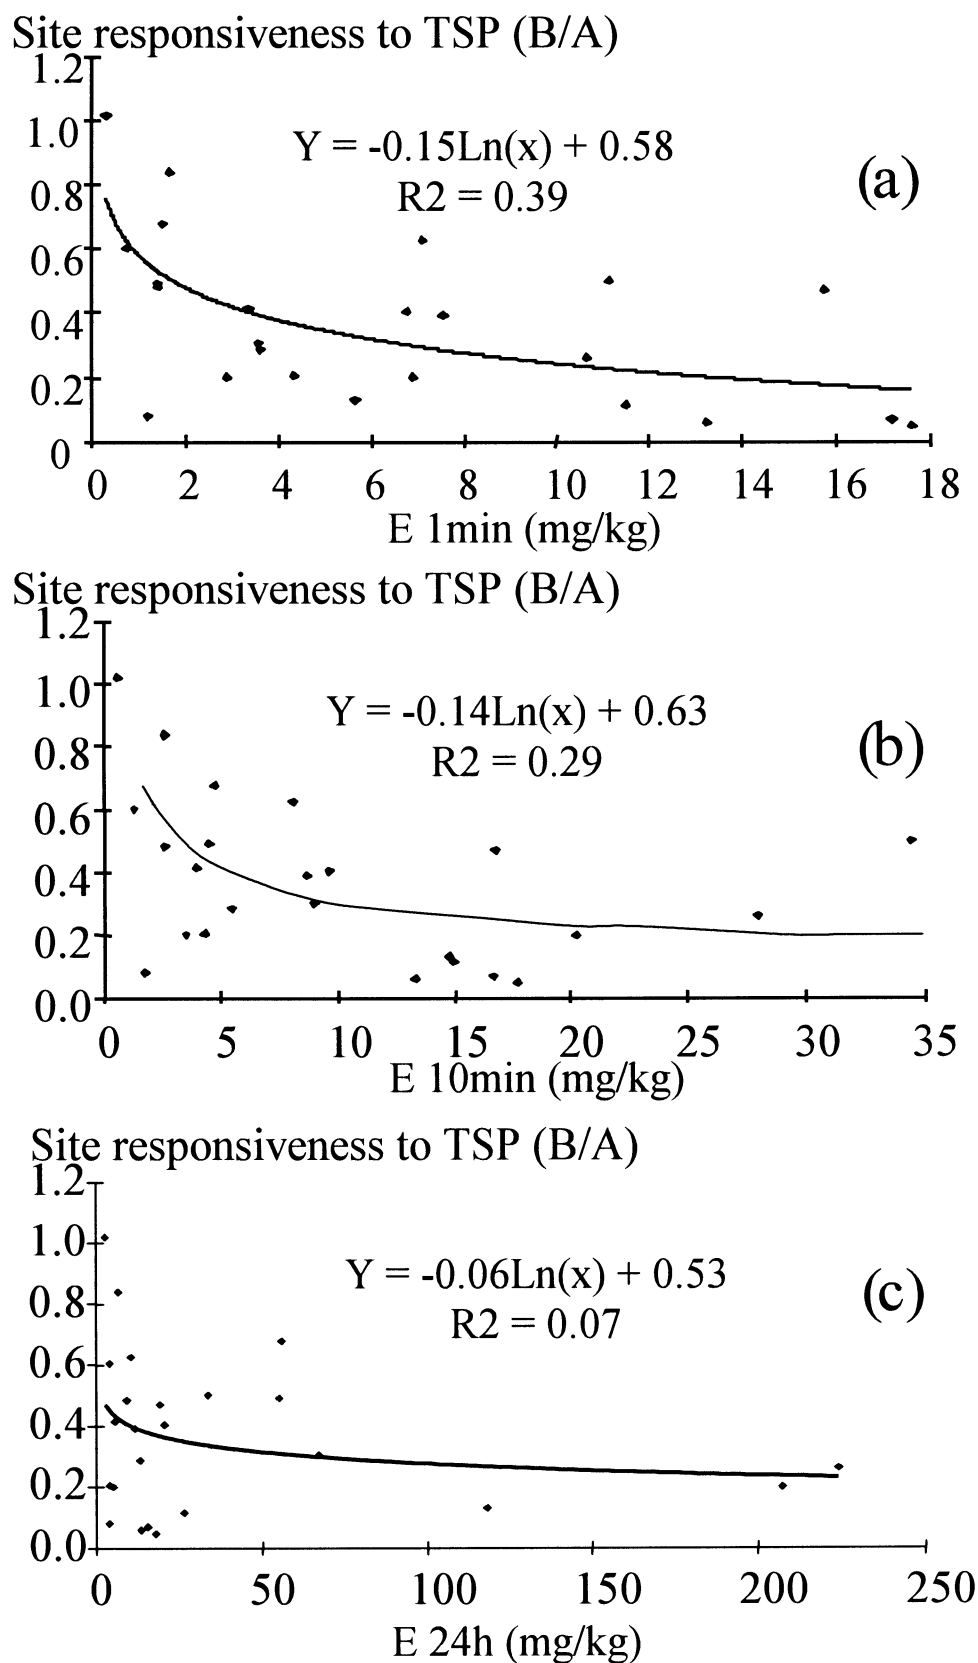 Site responsiveness to TSP (B/A)
1.2
1.0
0.8
0.6
0.4
0.2
0
Y = -0.15Ln(x) + 0.58
R2 = 0.39
(a)
0 2 4 6 8 10 12 14 16 18
E 1min (mg/kg)
Site responsiveness to TSP (B/A)
1.2
1.0
0.8
0.6
0.4
0.2
0.0
Y = -0.14Ln(x) + 0.63
R2 = 0.29
(b)
0 5 10 15 20 25 30 35
E 10min (mg/kg)
Site responsiveness to TSP (B/A)
1.2
1.0
0.8
0.6
0.4
0.2
0.0
Y = -0.06Ln(x) + 0.53
R2 = 0.07
(c)
0 50 100 150 200 250
E 24h (mg/kg)